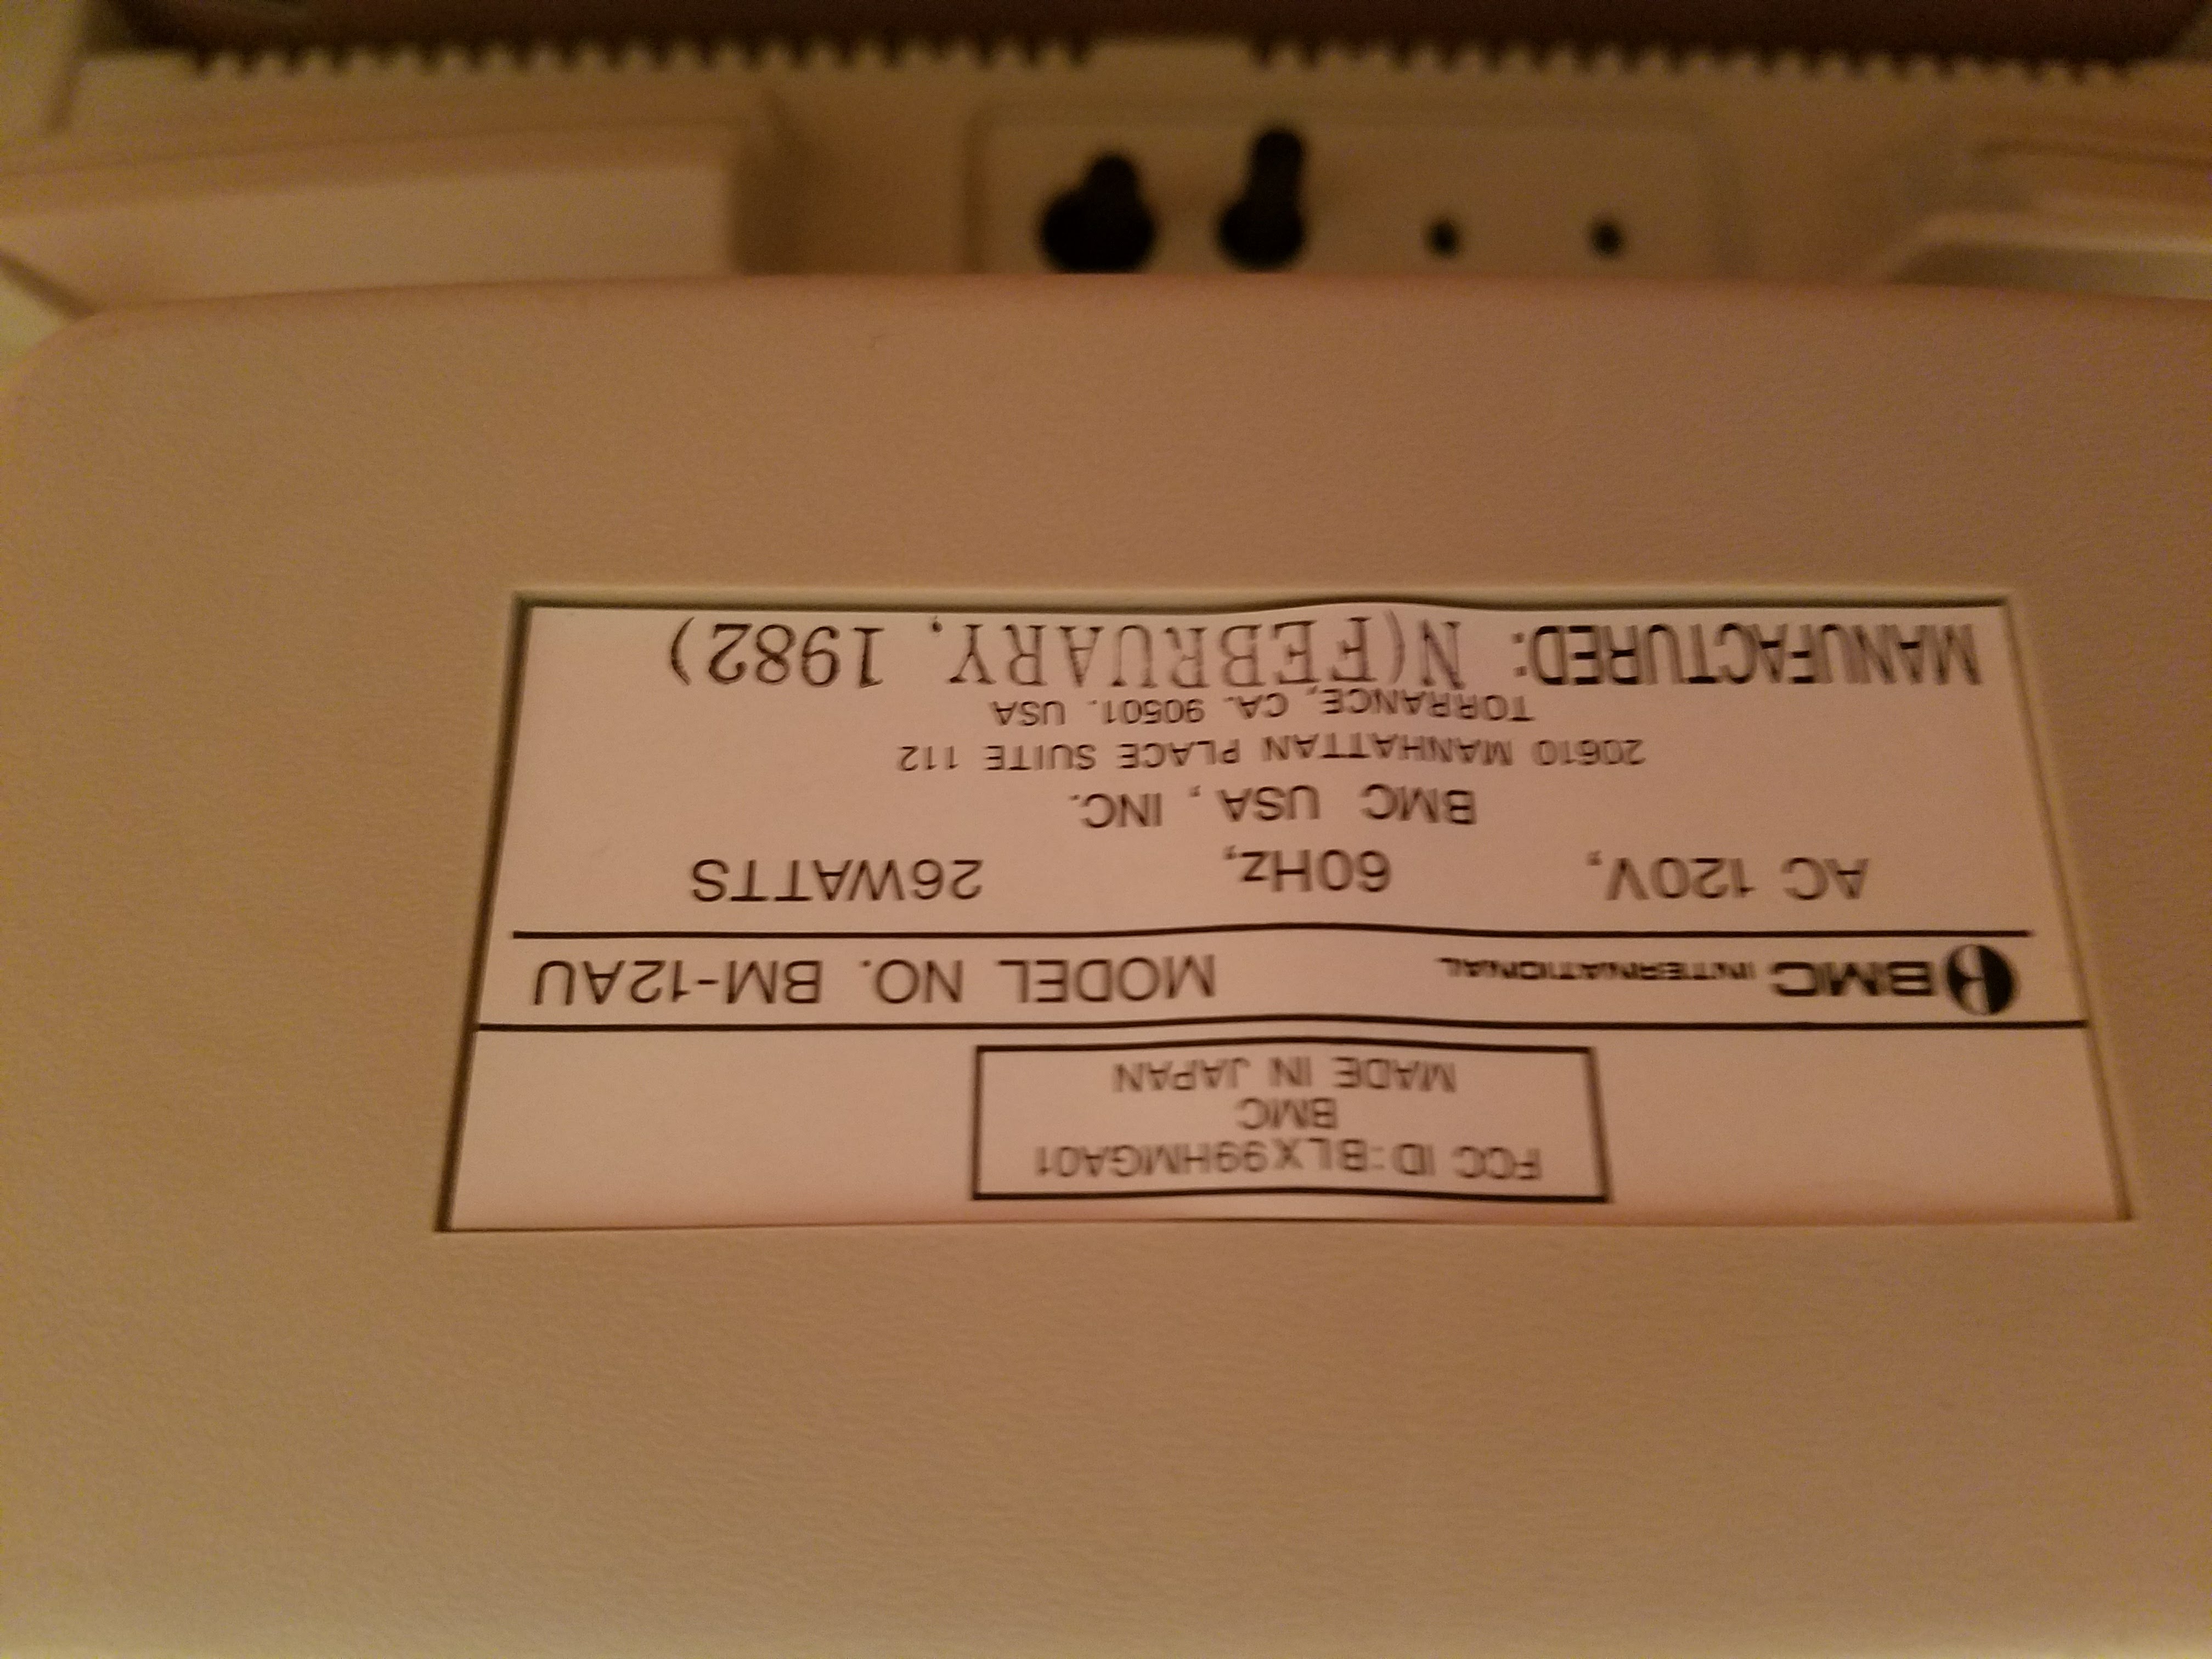 FCC ID:BLX99HMGA01
BMC
MADE IN JAPAN
BMC INTERNATIONAL MODEL NO. BM-12AU
AC 120V, 60Hz, 26WATTS
BMC USA, INC.
20610 MANHATTAN PLACE SUITE 112
TORRANCE, CA. 90501. USA
MANUFACTURED: N(FEBRUARY, 1982)